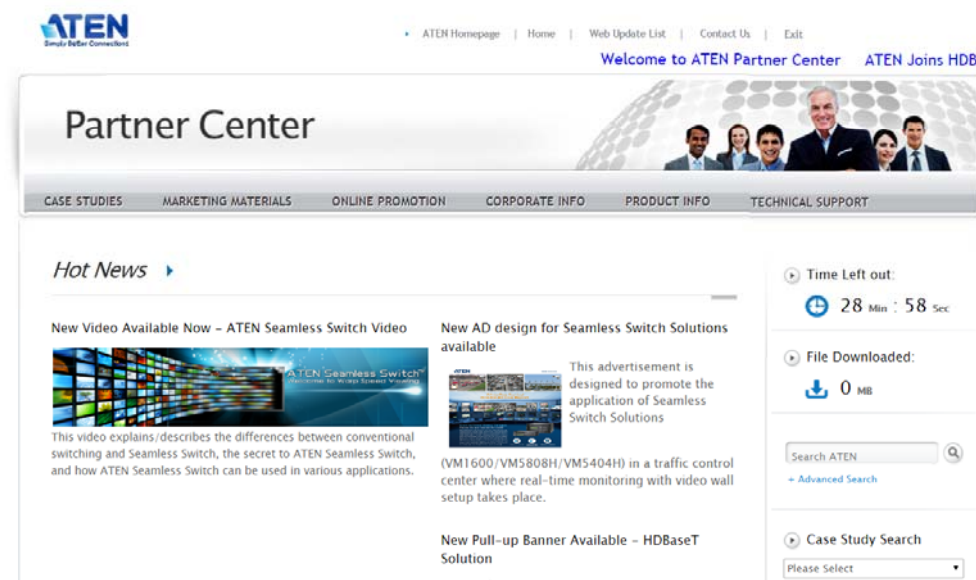 ATEN
Simply Better Connections
ATEN Homepage | Home | Web Update List | Contact Us | Exit
Welcome to ATEN Partner Center ATEN Joins HDB
Partner Center
CASE STUDIES MARKETING MATERIALS ONLINE PROMOTION CORPORATE INFO PRODUCT INFO TECHNICAL SUPPORT
Hot News
New Video Available Now - ATEN Seamless Switch Video
ATEN Seamless Switch™
This video explains/describes the differences between conventional
switching and Seamless Switch, the secret to ATEN Seamless Switch,
and how ATEN Seamless Switch can be used in various applications.
New AD design for Seamless Switch Solutions
available
ATEN
This advertisement is
designed to promote the
application of Seamless
Switch Solutions
(VM1600/VM5808H/VM5404H) in a traffic control
center where real-time monitoring with video wall
setup takes place.
New Pull-up Banner Available - HDBaseT
Solution
Time Left out:
28 Min : 58 Sec
File Downloaded:
0 MB
Search ATEN
+ Advanced Search
Case Study Search
Please Select